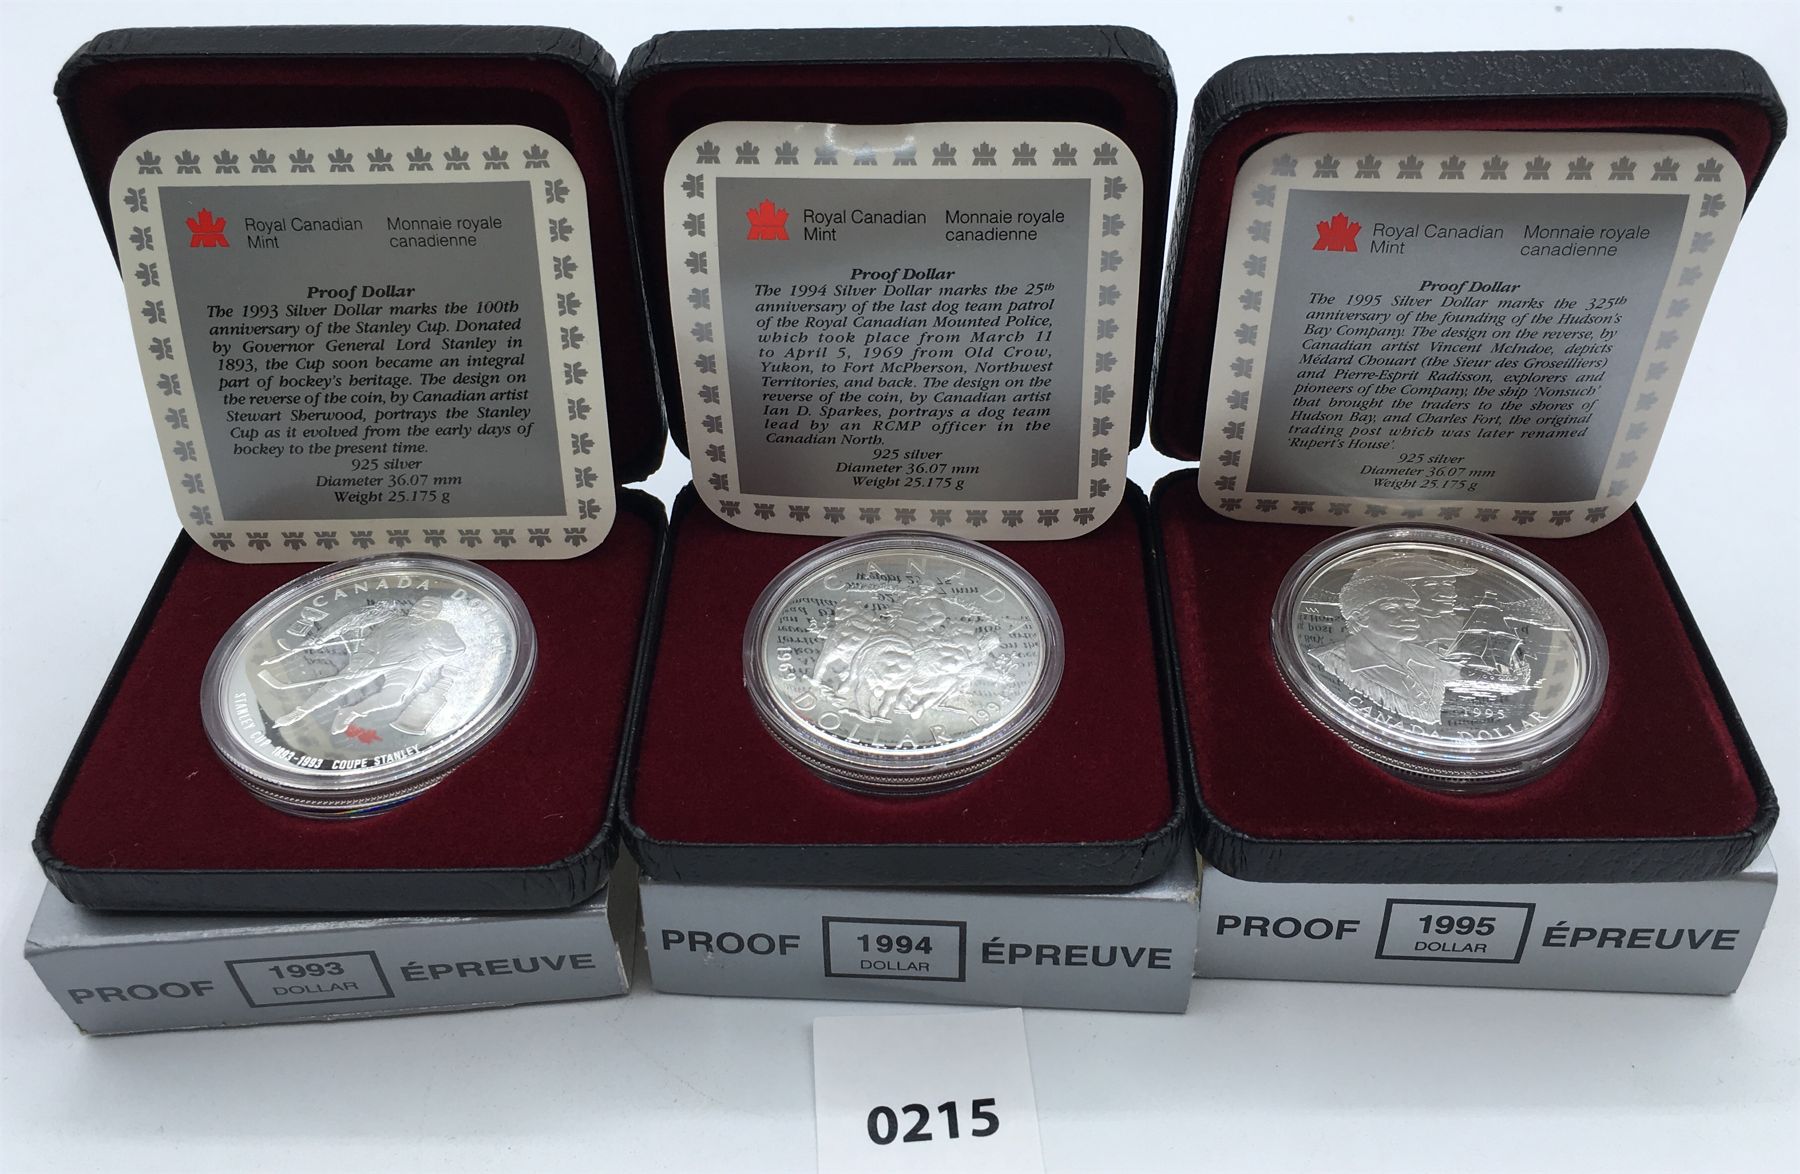 Royal Canadian Mint
Monnaie royale canadienne
Proof Dollar
The 1993 Silver Dollar marks the 100th
anniversary of the Stanley Cup. Donated
by Governor General Lord Stanley in
1893, the Cup soon became an integral
part of hockey's heritage. The design on
the reverse of the coin, by Canadian artist
Stewart Sherwood, portrays the Stanley
Cup as it evolved from the early days of
hockey to the present time.
925 silver
Diameter 36.07 mm
Weight 25.175 g
CANADA
STANLEY CUP 1893-1993 COUPE STANLEY
PROOF 1993 DOLLAR ÉPREUVE
Royal Canadian Mint
Monnaie royale canadienne
Proof Dollar
The 1994 Silver Dollar marks the 25th
anniversary of the last dog team patrol
of the Royal Canadian Mounted Police,
which took place from March 11
to April 5, 1969 from Old Crow,
Yukon, to Fort McPherson, Northwest
Territories, and back. The design on the
reverse of the coin, by Canadian artist
Ian D. Sparkes, portrays a dog team
lead by an RCMP officer in the
Canadian North.
925 silver
Diameter 36.07 mm
Weight 25.175 g
CANADA
1969
DOLLAR
1994
PROOF 1994 DOLLAR ÉPREUVE
Royal Canadian Mint
Monnaie royale canadienne
Proof Dollar
The 1995 Silver Dollar marks the 325th
anniversary of the founding of the Hudson's
Bay Company. The design on the reverse, by
Canadian artist Vincent McIndoe, depicts
Médard Chouart (the Sieur des Groseilliers)
and Pierre-Esprit Radisson, explorers and
pioneers of the Company, the ship 'Nonsuch'
that brought the traders to the shores of
Hudson Bay, and Charles Fort, the original
trading post which was later renamed
'Rupert's House'.
.925 silver
Diameter 36.07 mm
Weight 25.175 g
1995
CANADA DOLLAR
PROOF 1995 DOLLAR ÉPREUVE
0215